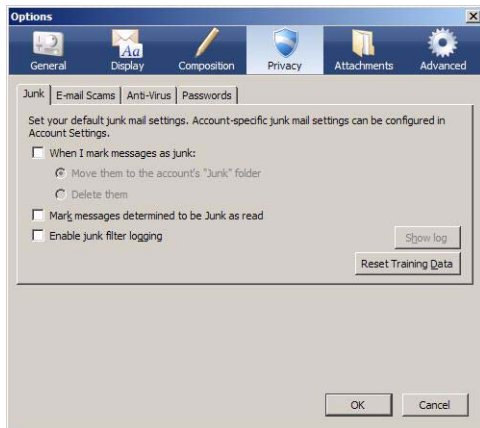 Options
General Display Composition Privacy Attachments Advanced
Junk E-mail Scams Anti-Virus Passwords
Set your default junk mail settings. Account-specific junk mail settings can be configured in
Account Settings.
When I mark messages as junk:
Move them to the account's "Junk" folder
Delete them
Mark messages determined to be Junk as read
Enable junk filter logging
Show log
Reset Training Data
OK Cancel